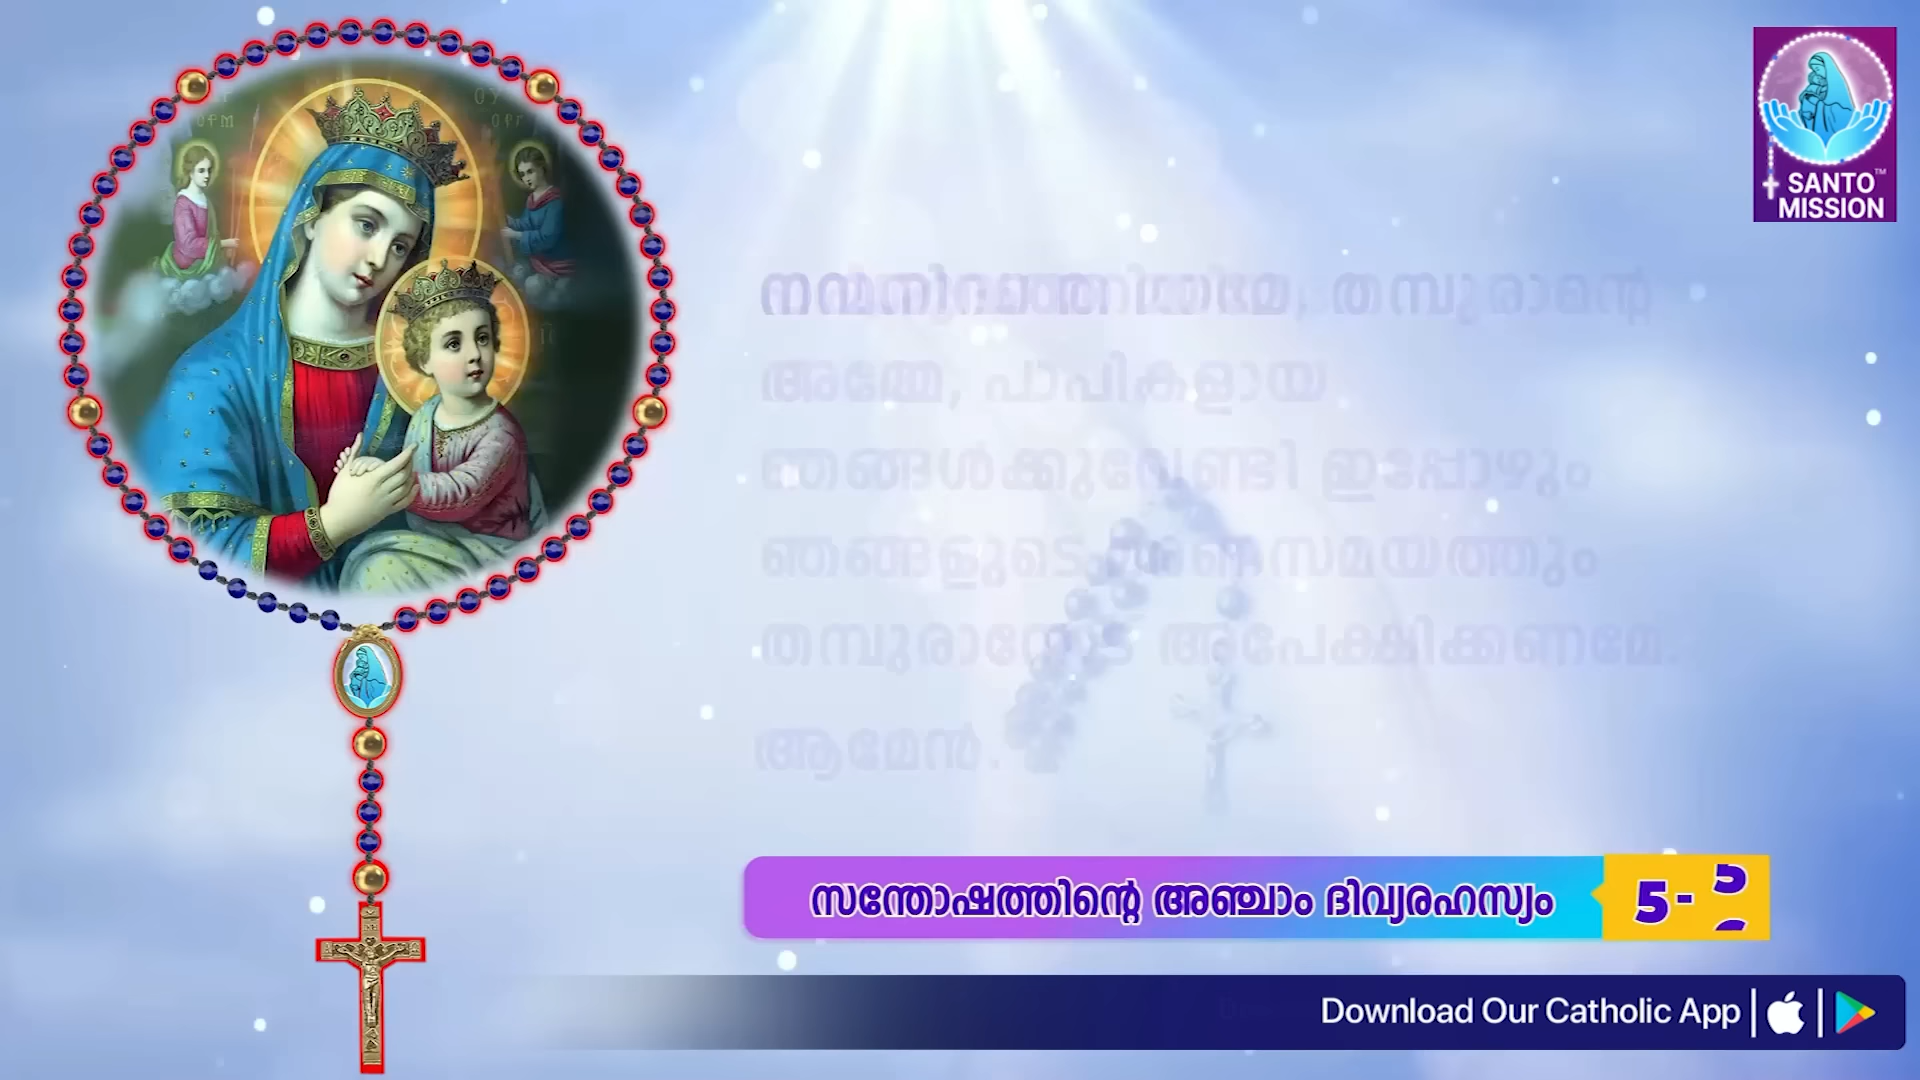 SANTO
MISSION
തമ്പുരാന്റെ
അമ്മേ, പാപികളായ
ഞങ്ങൾക്കുവേണ്ടി ഇപ്പോഴും
ഞങ്ങളുടെ സമയത്തും
തമ്പുരാനോട് അപേക്ഷിക്കണമേ.
ആമേൻ.
സന്തോഷത്തിന്റെ അഞ്ചാം ദിവ്യരഹസ്യം 5-
Download Our Catholic App